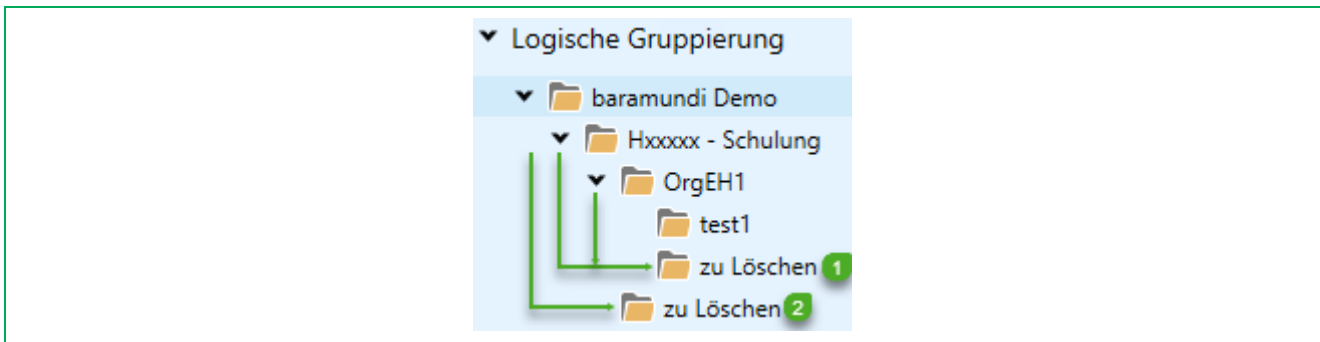 Logische Gruppierung
baramundi Demo
Hxxxxx - Schulung
OrgEH1
test1
zu Löschen 1
zu Löschen 2